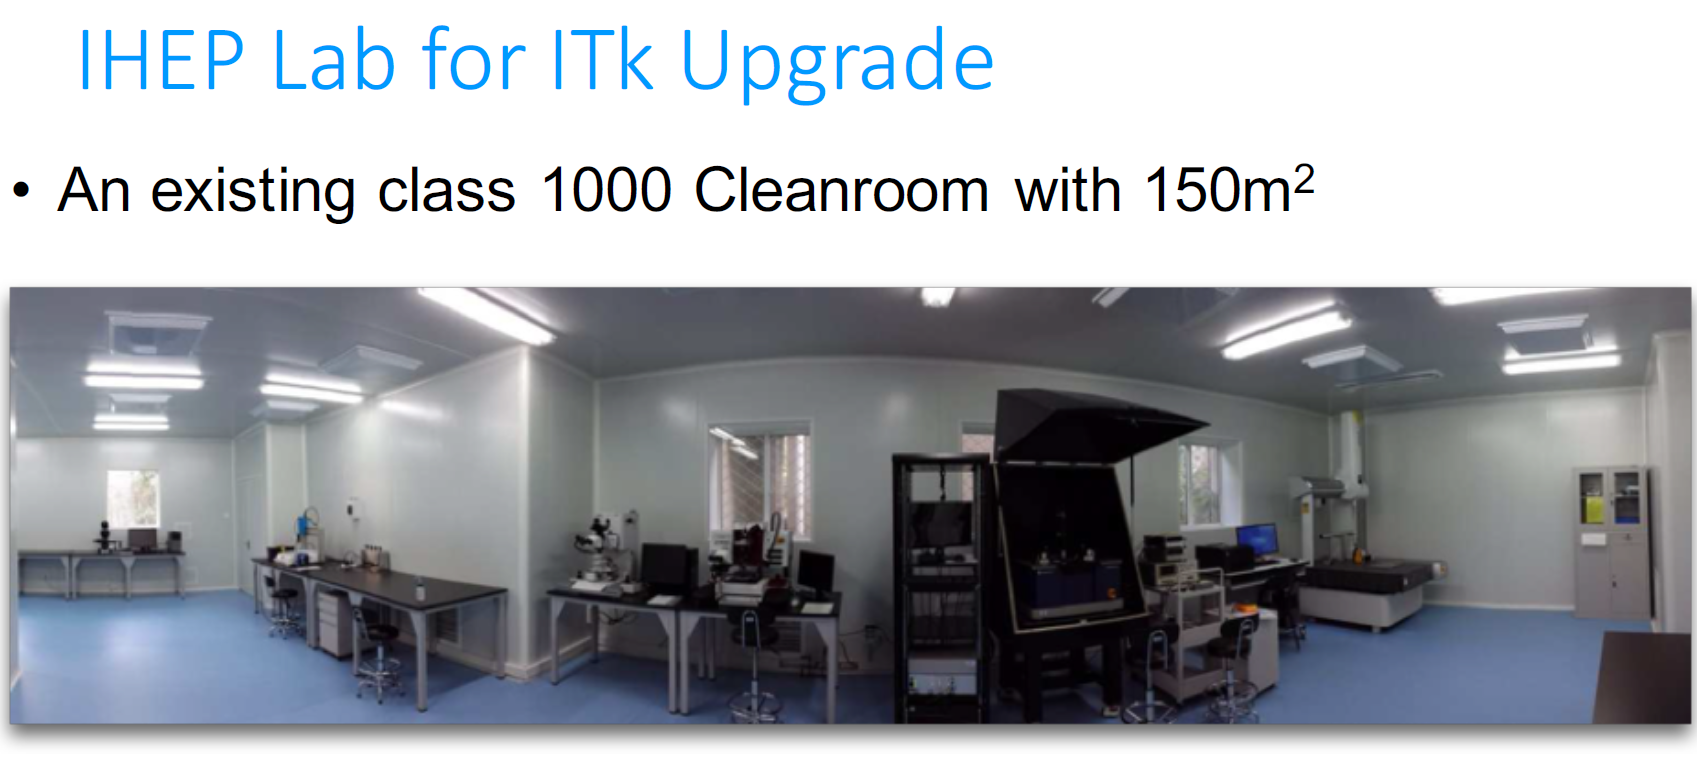 IHEP Lab for ITk Upgrade
• An existing class 1000 Cleanroom with 150m²